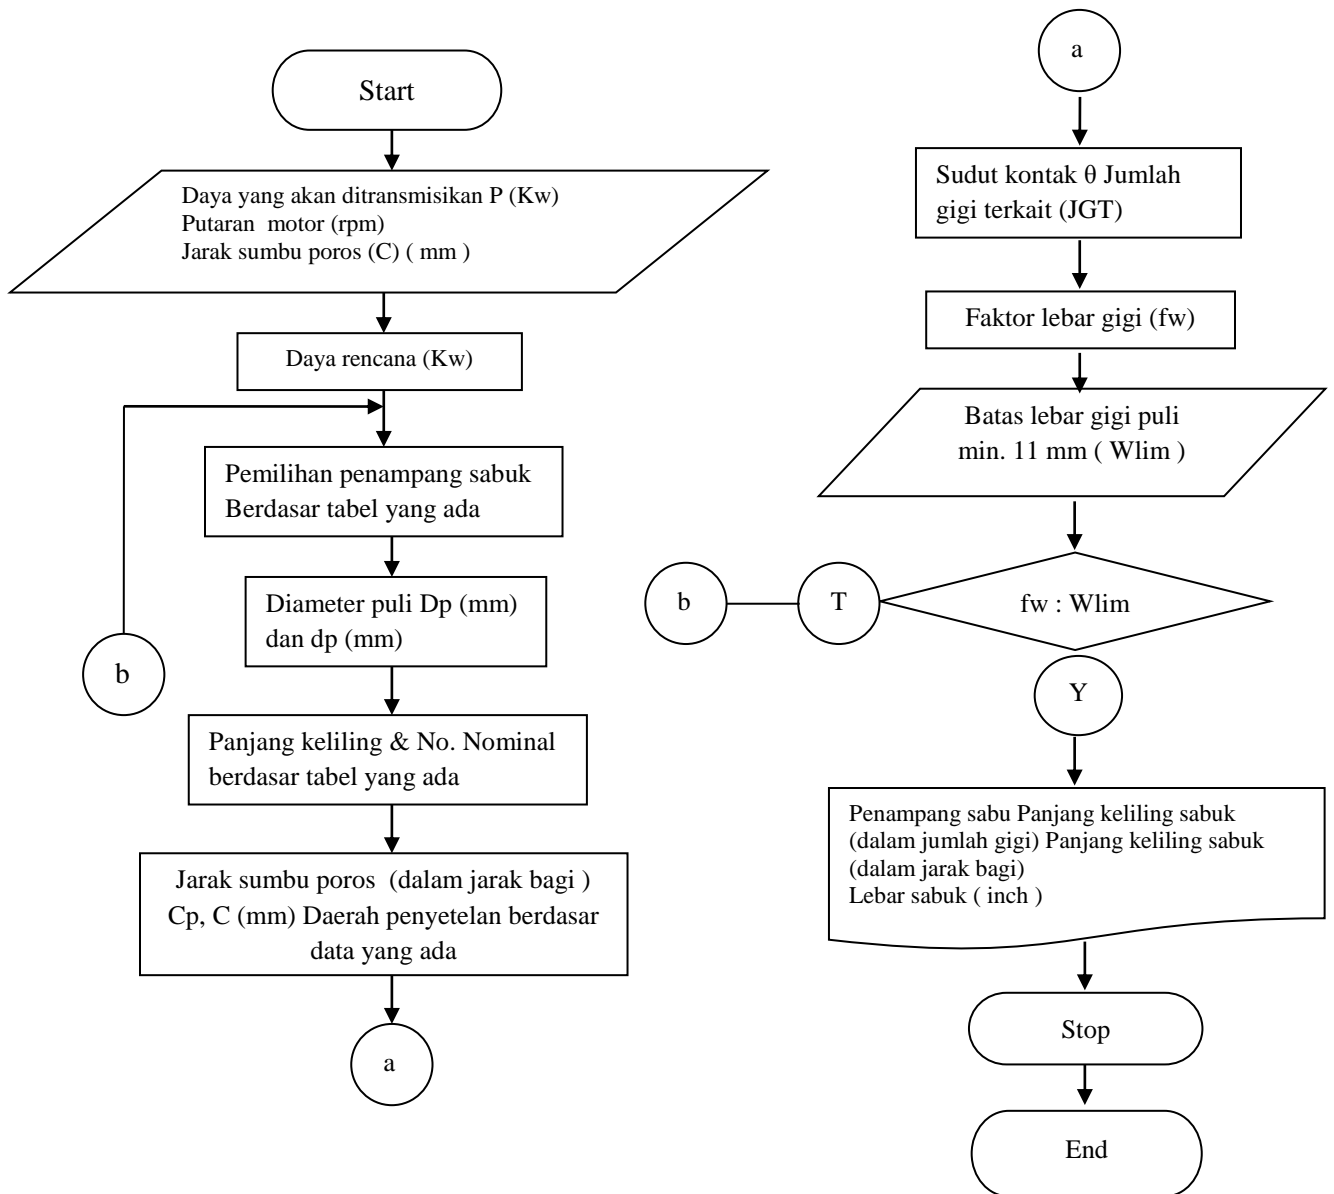 Start
Daya yang akan ditransmisikan P (Kw)
Putaran motor (rpm)
Jarak sumbu poros (C) ( mm )
Daya rencana (Kw)
Pemilihan penampang sabuk
Berdasar tabel yang ada
Diameter puli Dp (mm)
dan dp (mm)
b
Panjang keliling & No. Nominal
berdasar tabel yang ada
Jarak sumbu poros (dalam jarak bagi )
Cp, C (mm) Daerah penyetelan berdasar
data yang ada
a
a
Sudut kontak θ Jumlah
gigi terkait (JGT)
Faktor lebar gigi (fw)
Batas lebar gigi puli
min. 11 mm ( Wlim )
b
T
fw : Wlim
Y
Penampang sabu Panjang keliling sabuk
(dalam jumlah gigi) Panjang keliling sabuk
(dalam jarak bagi)
Lebar sabuk ( inch )
Stop
End